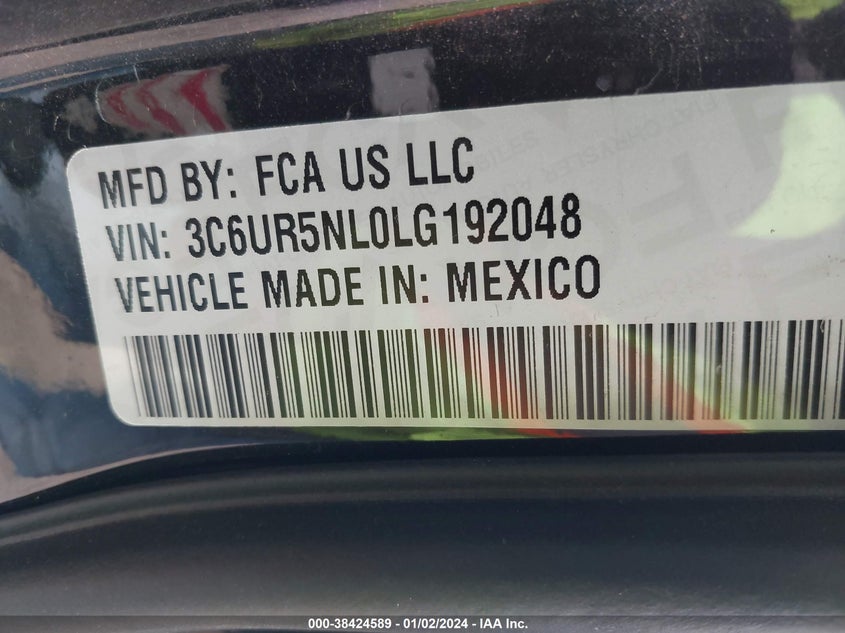 MFD BY: FCA US LLC
VIN: 3C6UR5NL0LG192048
VEHICLE MADE IN: MEXICO
000-38424589 - 01/02/2024 - IAA Inc.